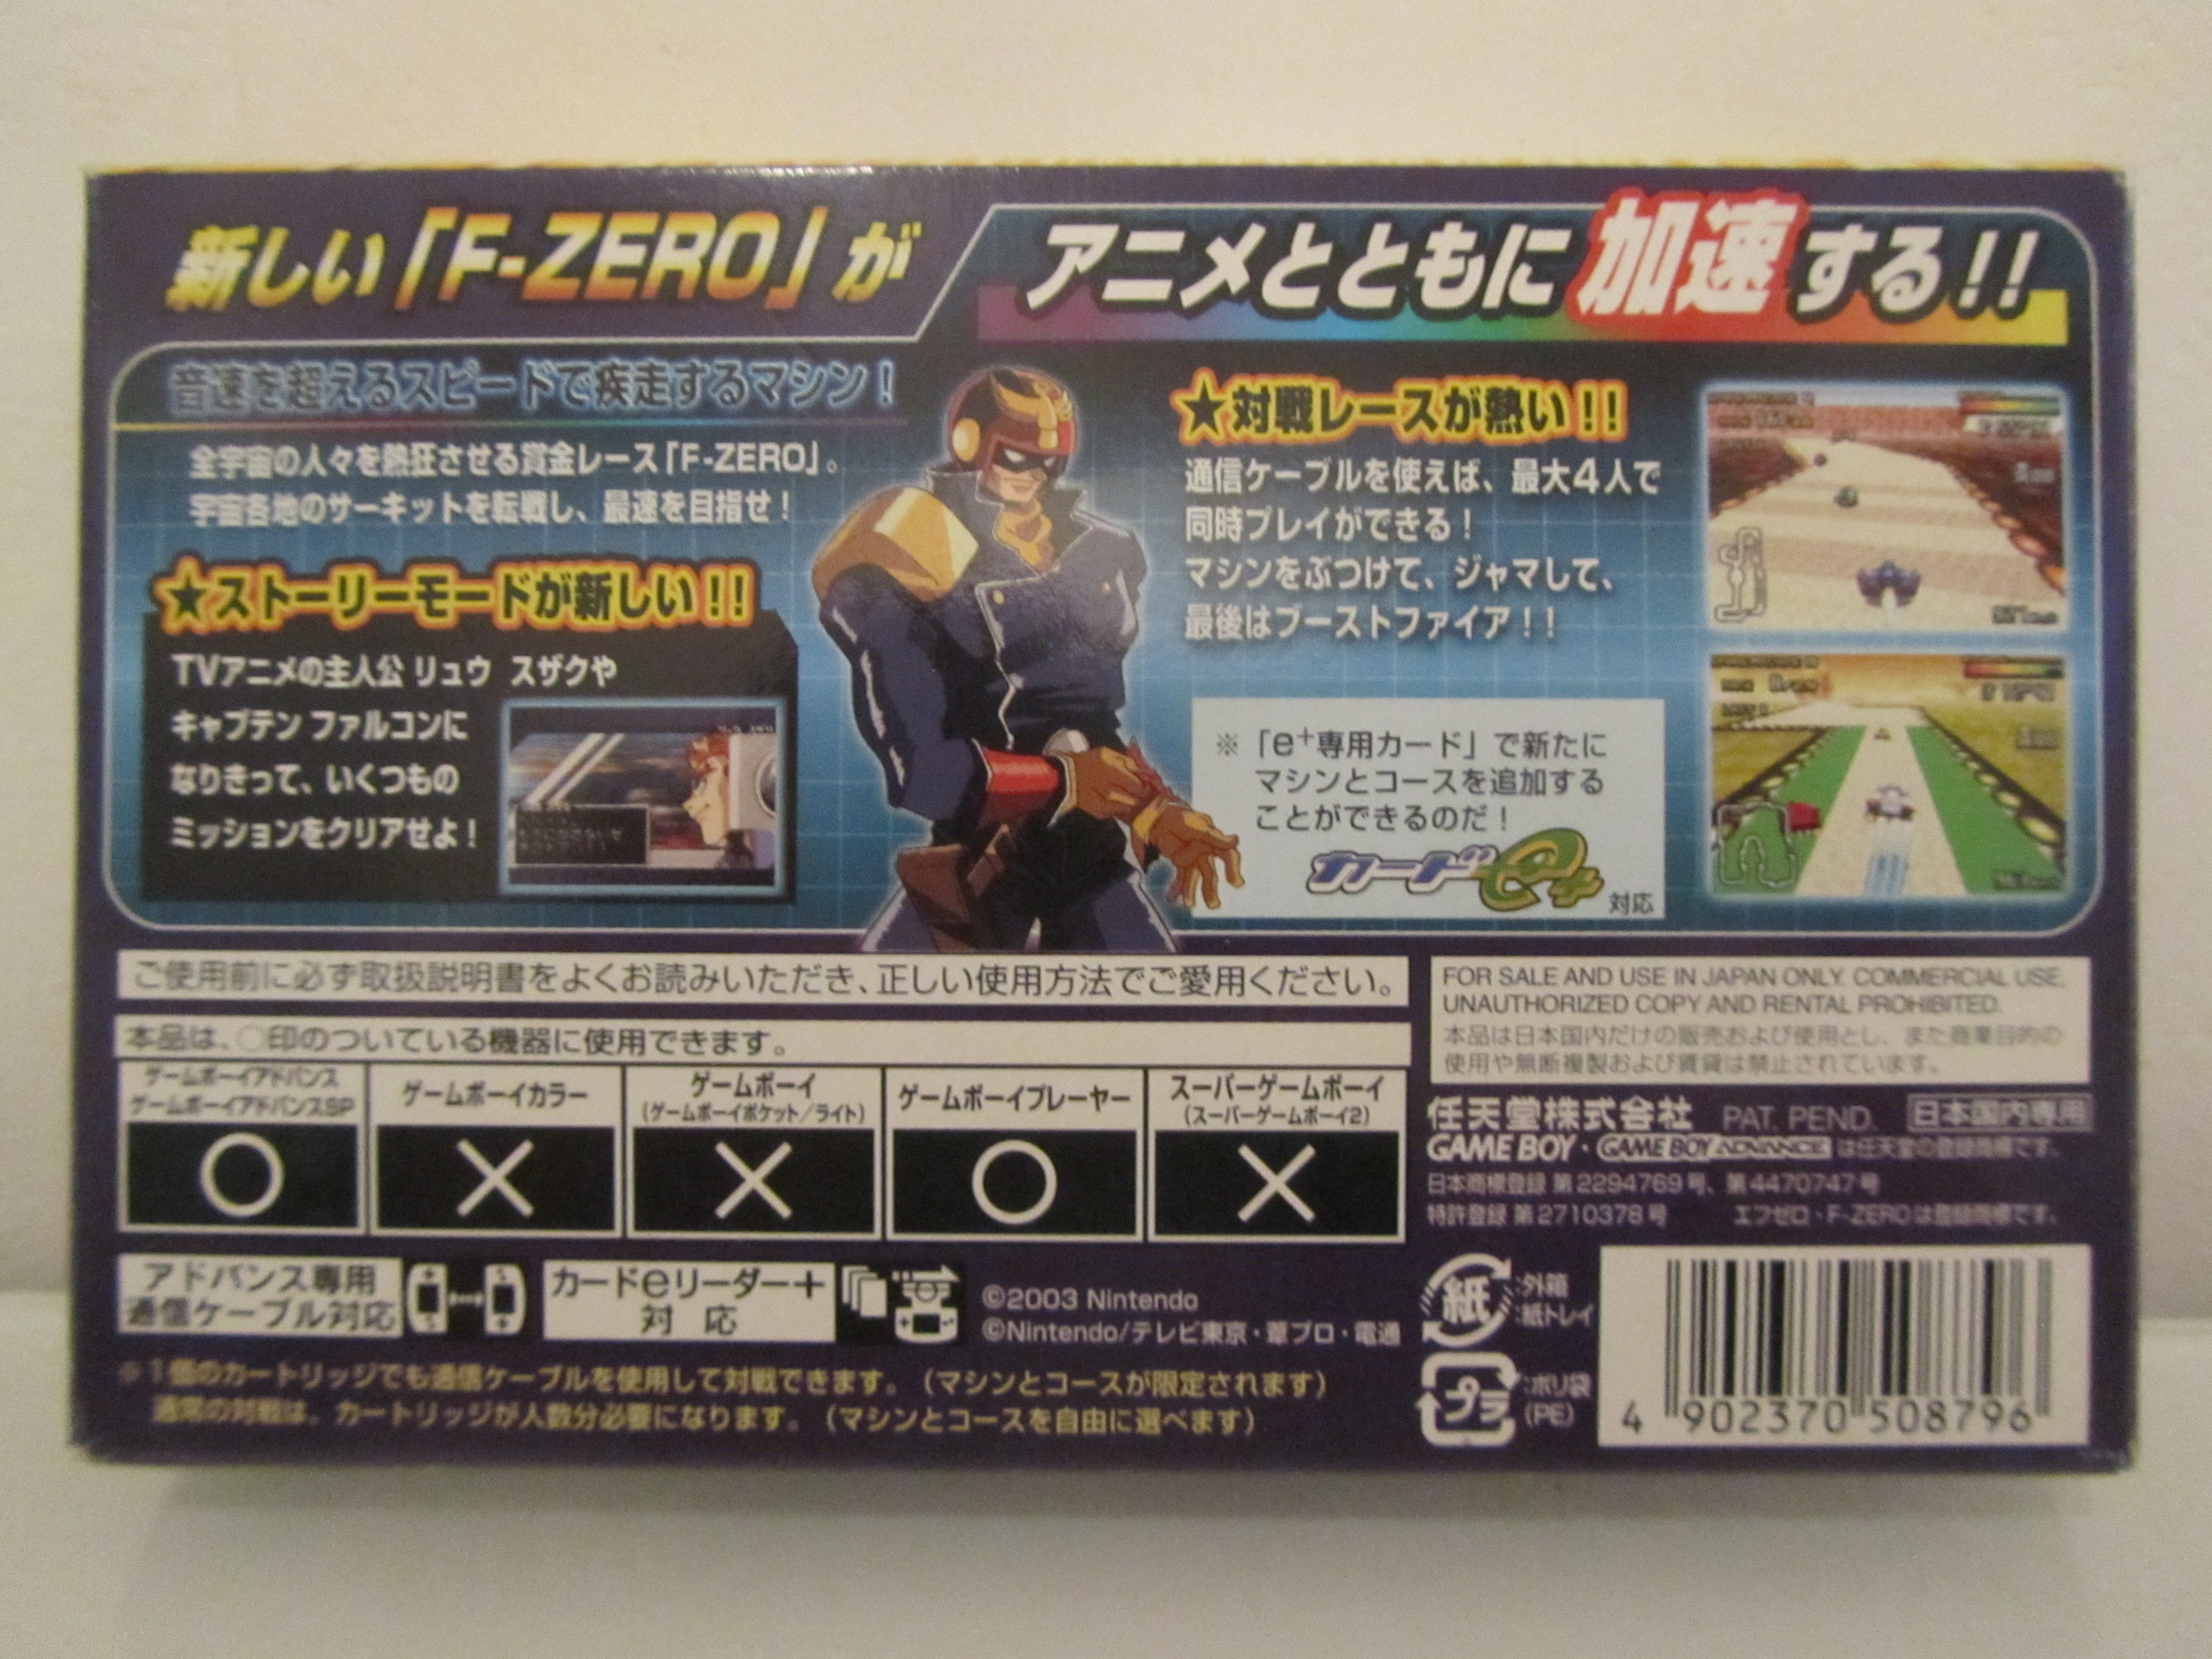 新しい「F-ZERO」が
アニメとともに加速する!!
音速を超えるスピードで疾走するマシン!
全宇宙の人々を熱狂させる賞金レース「F-ZERO」。
宇宙各地のサーキットを転戦し、最速を目指せ!
★ストーリーモードが新しい!!
TVアニメの主人公 リュウ スザクや
キャプテン ファルコンに
なりきって、いくつもの
ミッションをクリアせよ!
★対戦レースが熱い!!
通信ケーブルを使えば、最大4人で
同時プレイができる!
マシンをぶつけて、ジャマして、
最後はブーストファイア!!
※「e+専用カード」で新たに
マシンとコースを追加する
ことができるのだ!
カードe+
対応
ご使用前に必ず取扱説明書をよくお読みいただき、正しい使用方法でご愛用ください。
本品は、○印のついている機器に使用できます。
ゲームボーイアドバンス
ゲームボーイアドバンスSP
○
ゲームボーイカラー
×
ゲームボーイ
(ゲームボーイポケット/ライト)
×
ゲームボーイプレーヤー
○
スーパーゲームボーイ
(スーパーゲームボーイ2)
×
FOR SALE AND USE IN JAPAN ONLY. COMMERCIAL USE,
UNAUTHORIZED COPY AND RENTAL PROHIBITED.
本品は日本国内だけの販売および使用とし、また商業目的の
使用や無断複製および賃貸は禁止されています。
任天堂株式会社 PAT. PEND. 日本国内専用
GAME BOY・GAME BOY ADVANCE は任天堂の登録商標です。
日本商標登録 第2294769号、第4470747号
特許登録 第2710378号 エフゼロ・F-ZEROは登録商標です。
アドバンス専用
通信ケーブル対応
カードeリーダー+
対応
©2003 Nintendo
©Nintendo/テレビ東京・葦プロ・電通
※1個のカートリッジでも通信ケーブルを使用して対戦できます。(マシンとコースが限定されます)
通常の対戦は、カートリッジが人数分必要になります。(マシンとコースを自由に選べます)
紙
:外箱
:紙トレイ
プラ
:ポリ袋
(PE)
4 902370 508796